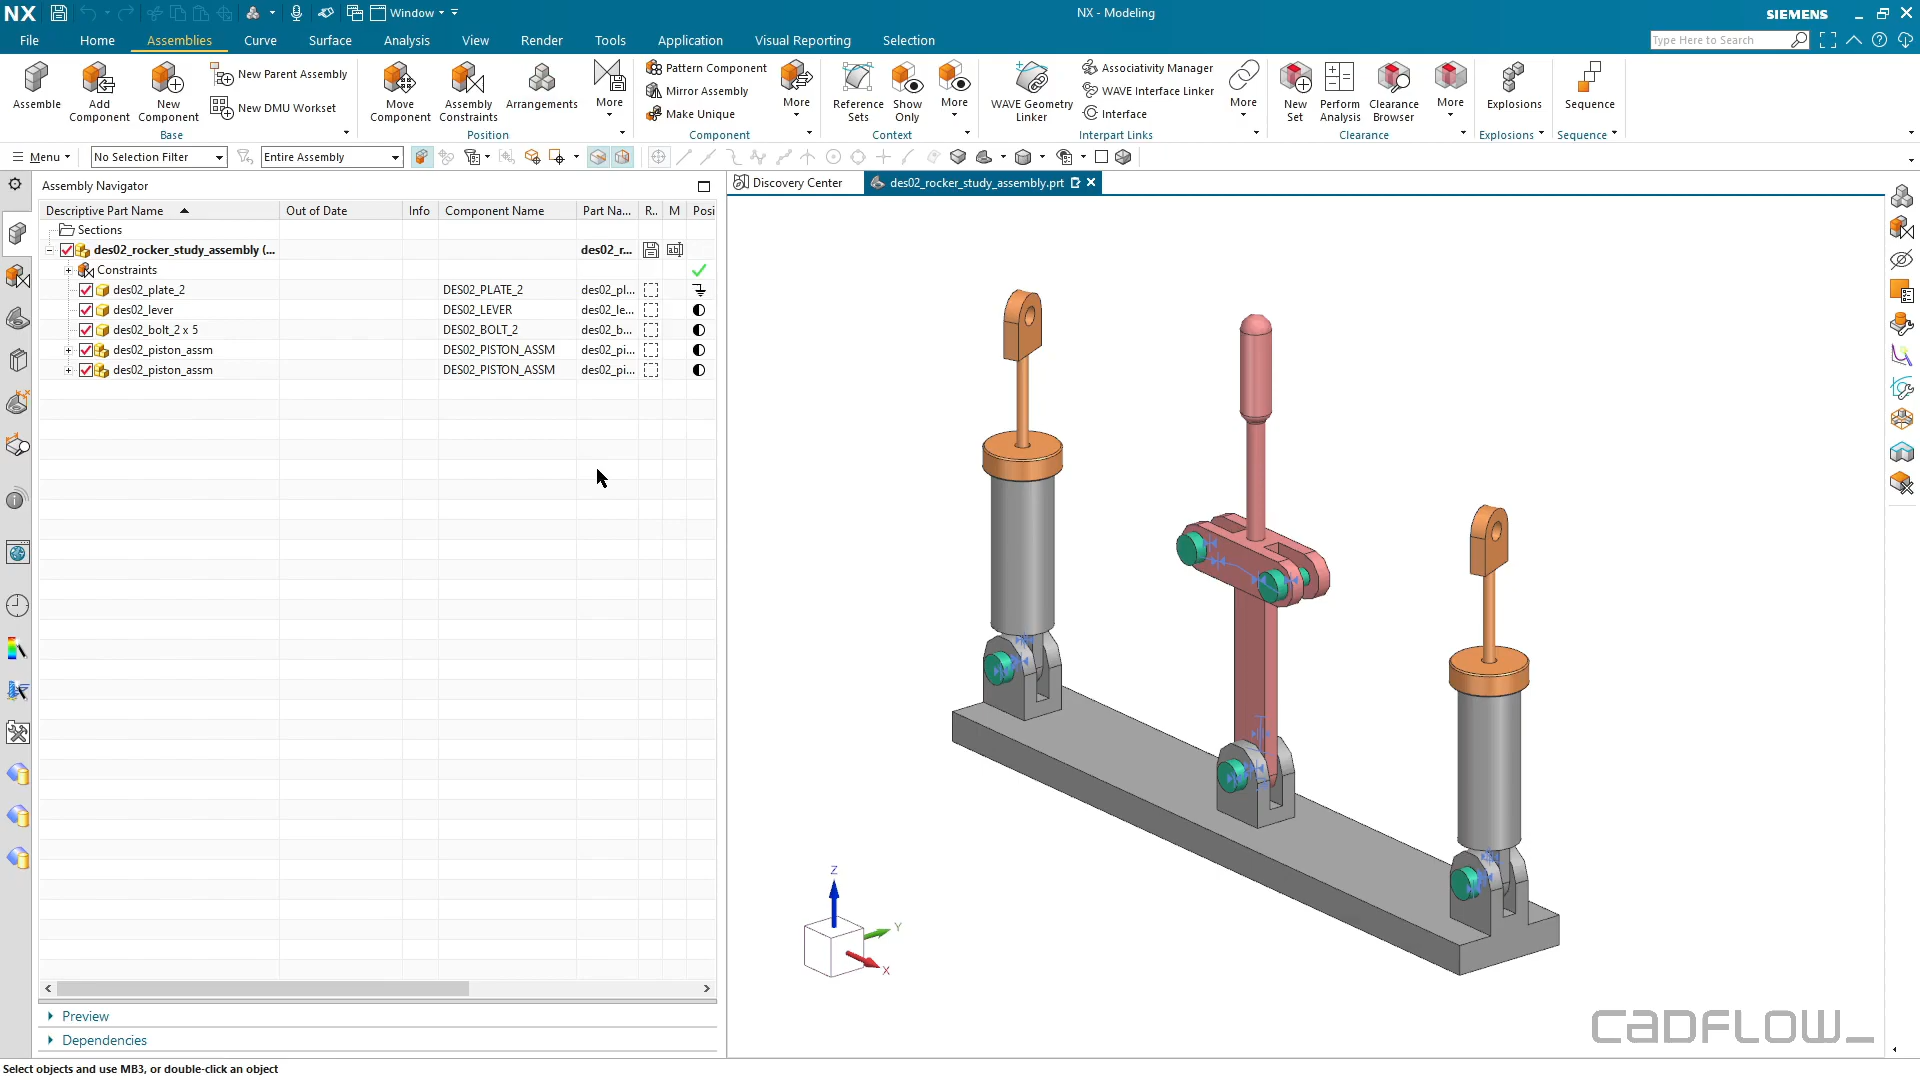 NX
Window
NX - Modeling
SIEMENS
File
Home
Assemblies
Curve
Surface
Analysis
View
Render
Tools
Application
Visual Reporting
Selection
Type Here to Search
Assemble
Add Component
New Component
New Parent Assembly
New DMU Workset
Base
Move Component
Assembly Constraints
Arrangements
More
Position
Pattern Component
Mirror Assembly
Make Unique
More
Component
Reference Sets
Show Only
More
Context
WAVE Geometry Linker
Associativity Manager
WAVE Interface Linker
Interface
More
Interpart Links
New Set
Perform Analysis
Clearance Browser
More
Clearance
Explosions
Explosions
Sequence
Sequence
Menu
No Selection Filter
Entire Assembly
Assembly Navigator
Discovery Center
des02_rocker_study_assembly.prt
Descriptive Part Name Out of Date Info Component Name Part Na... R.. M Posi
Sections
des02_rocker_study_assembly (... des02_r...
Constraints
des02_plate_2 DES02_PLATE_2 des02_pl...
des02_lever DES02_LEVER des02_le...
des02_bolt_2 x 5 DES02_BOLT_2 des02_b...
des02_piston_assm DES02_PISTON_ASSM des02_pi...
des02_piston_assm DES02_PISTON_ASSM des02_pi...
Z
Y
X
Preview
Dependencies
CADFLOW_
Select objects and use MB3, or double-click an object